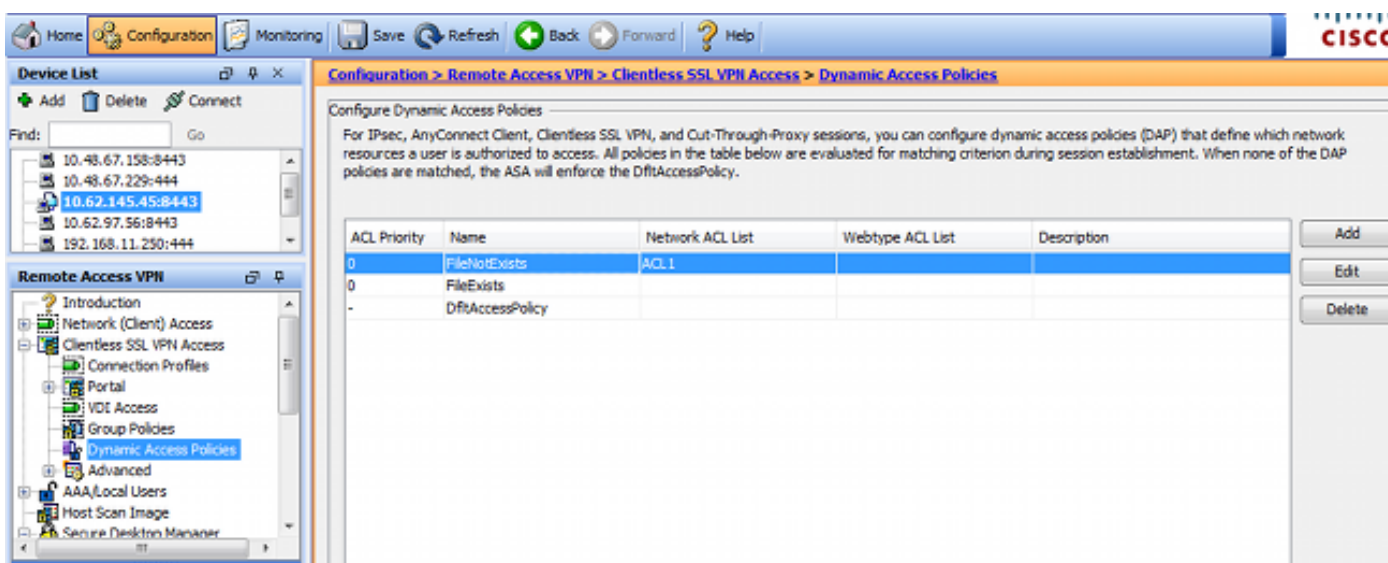 Home Configuration Monitoring Save Refresh Back Forward Help
CISCO
Device List
Add Delete Connect
Find: Go
10.48.67.158:8443
10.48.67.229:444
10.62.145.45:8443
10.62.97.56:8443
192.168.11.250:444
Remote Access VPN
Introduction
Network (Client) Access
Clientless SSL VPN Access
Connection Profiles
Portal
VDI Access
Group Policies
Dynamic Access Policies
Advanced
AAA/Local Users
Host Scan Image
Secure Desktop Manager
Configuration > Remote Access VPN > Clientless SSL VPN Access > Dynamic Access Policies
Configure Dynamic Access Policies
For IPsec, AnyConnect Client, Clientless SSL VPN, and Cut-Through-Proxy sessions, you can configure dynamic access policies (DAP) that define which network
resources a user is authorized to access. All policies in the table below are evaluated for matching criterion during session establishment. When none of the DAP
policies are matched, the ASA will enforce the DfltAccessPolicy.
ACL Priority Name Network ACL List Webtype ACL List Description
0 FileNotExists ACL1
0 FileExists
- DfltAccessPolicy
Add
Edit
Delete